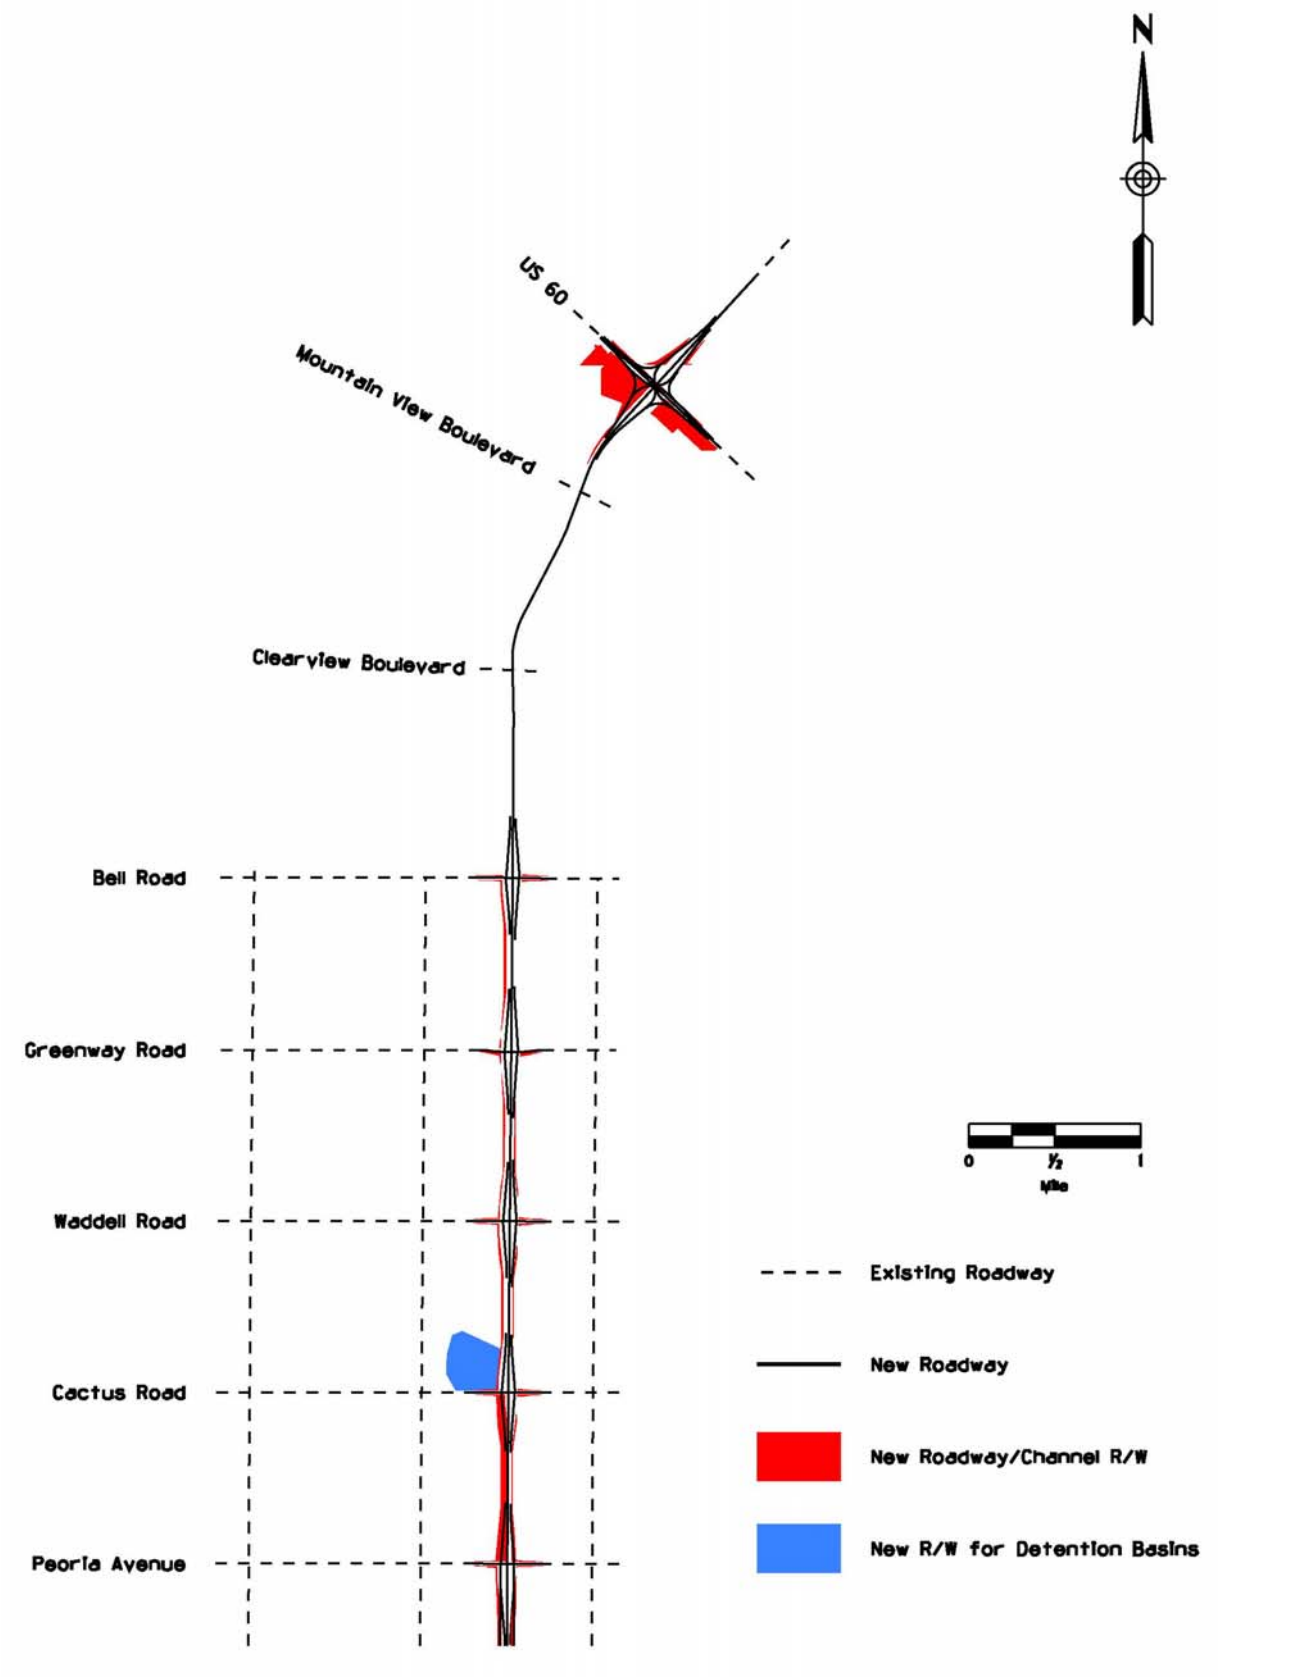 N
US 60
Mountain View Boulevard
Clearview Boulevard
Bell Road
Greenway Road
Waddell Road
Cactus Road
Peoria Avenue
0 1/2 1
Mile
Existing Roadway
New Roadway
New Roadway/Channel R/W
New R/W for Detention Basins